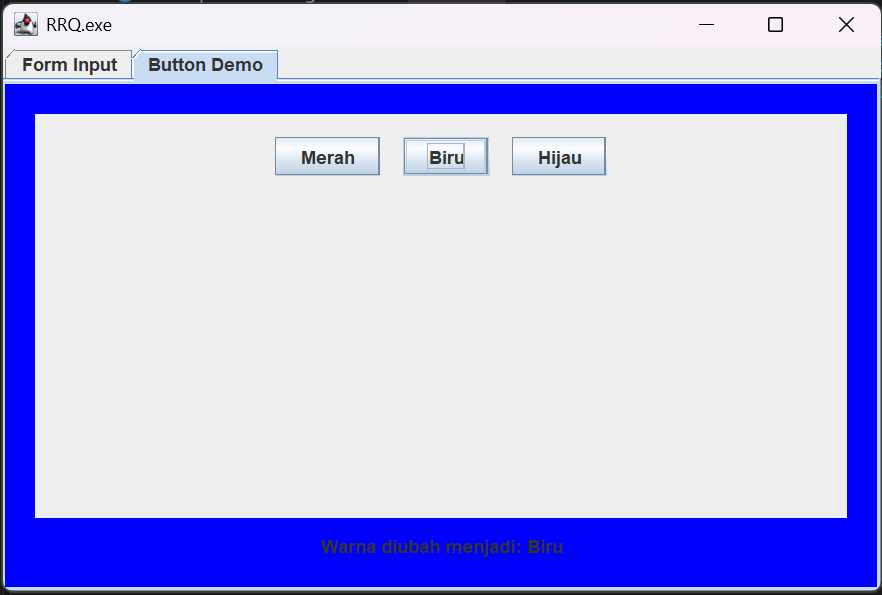 RRQ.exe
Form Input Button Demo
Merah Biru Hijau
Warna diubah menjadi: Biru